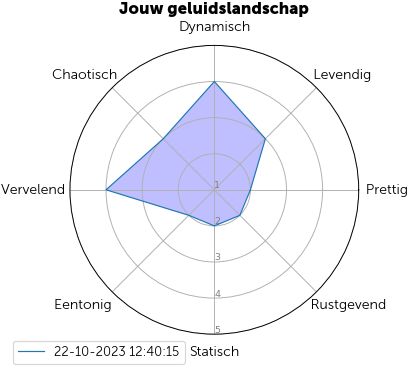 Jouw geluidslandschap
Dynamisch
Chaotisch
Levendig
Vervelend
1
Prettig
2
3
4
Eentonig
Rustgevend
5
22-10-2023 12:40:15
Statisch